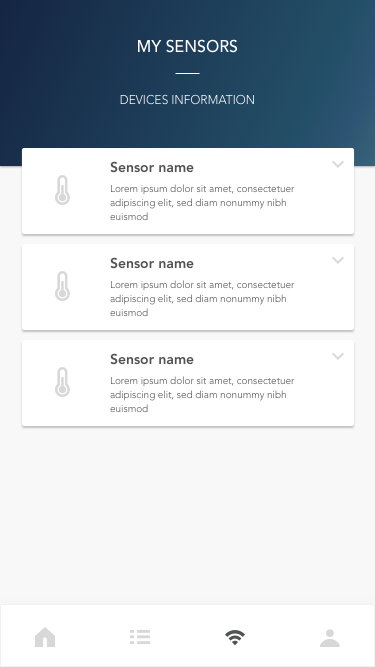 MY SENSORS
DEVICES INFORMATION
Sensor name
Lorem ipsum dolor sit amet, consectetuer
adipiscing elit, sed diam nonummy nibh
euismod
Sensor name
Lorem ipsum dolor sit amet, consectetuer
adipiscing elit, sed diam nonummy nibh
euismod
Sensor name
Lorem ipsum dolor sit amet, consectetuer
adipiscing elit, sed diam nonummy nibh
euismod